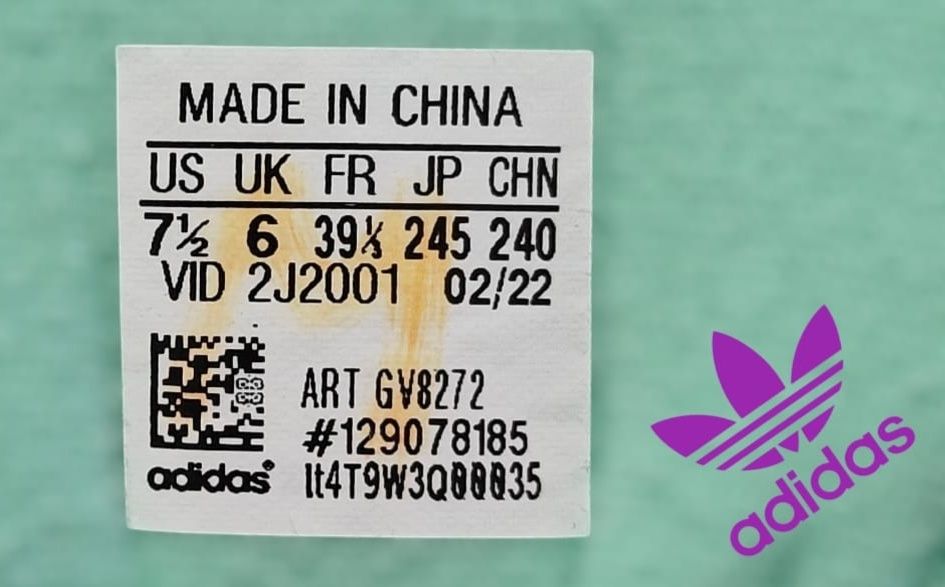 MADE IN CHINA
US UK FR JP CHN
7½ 6 39⅓ 245 240
VID 2J2001 02/22
ART GV8272
#129078185
adidas® lt4T9W3Q00035
adidas